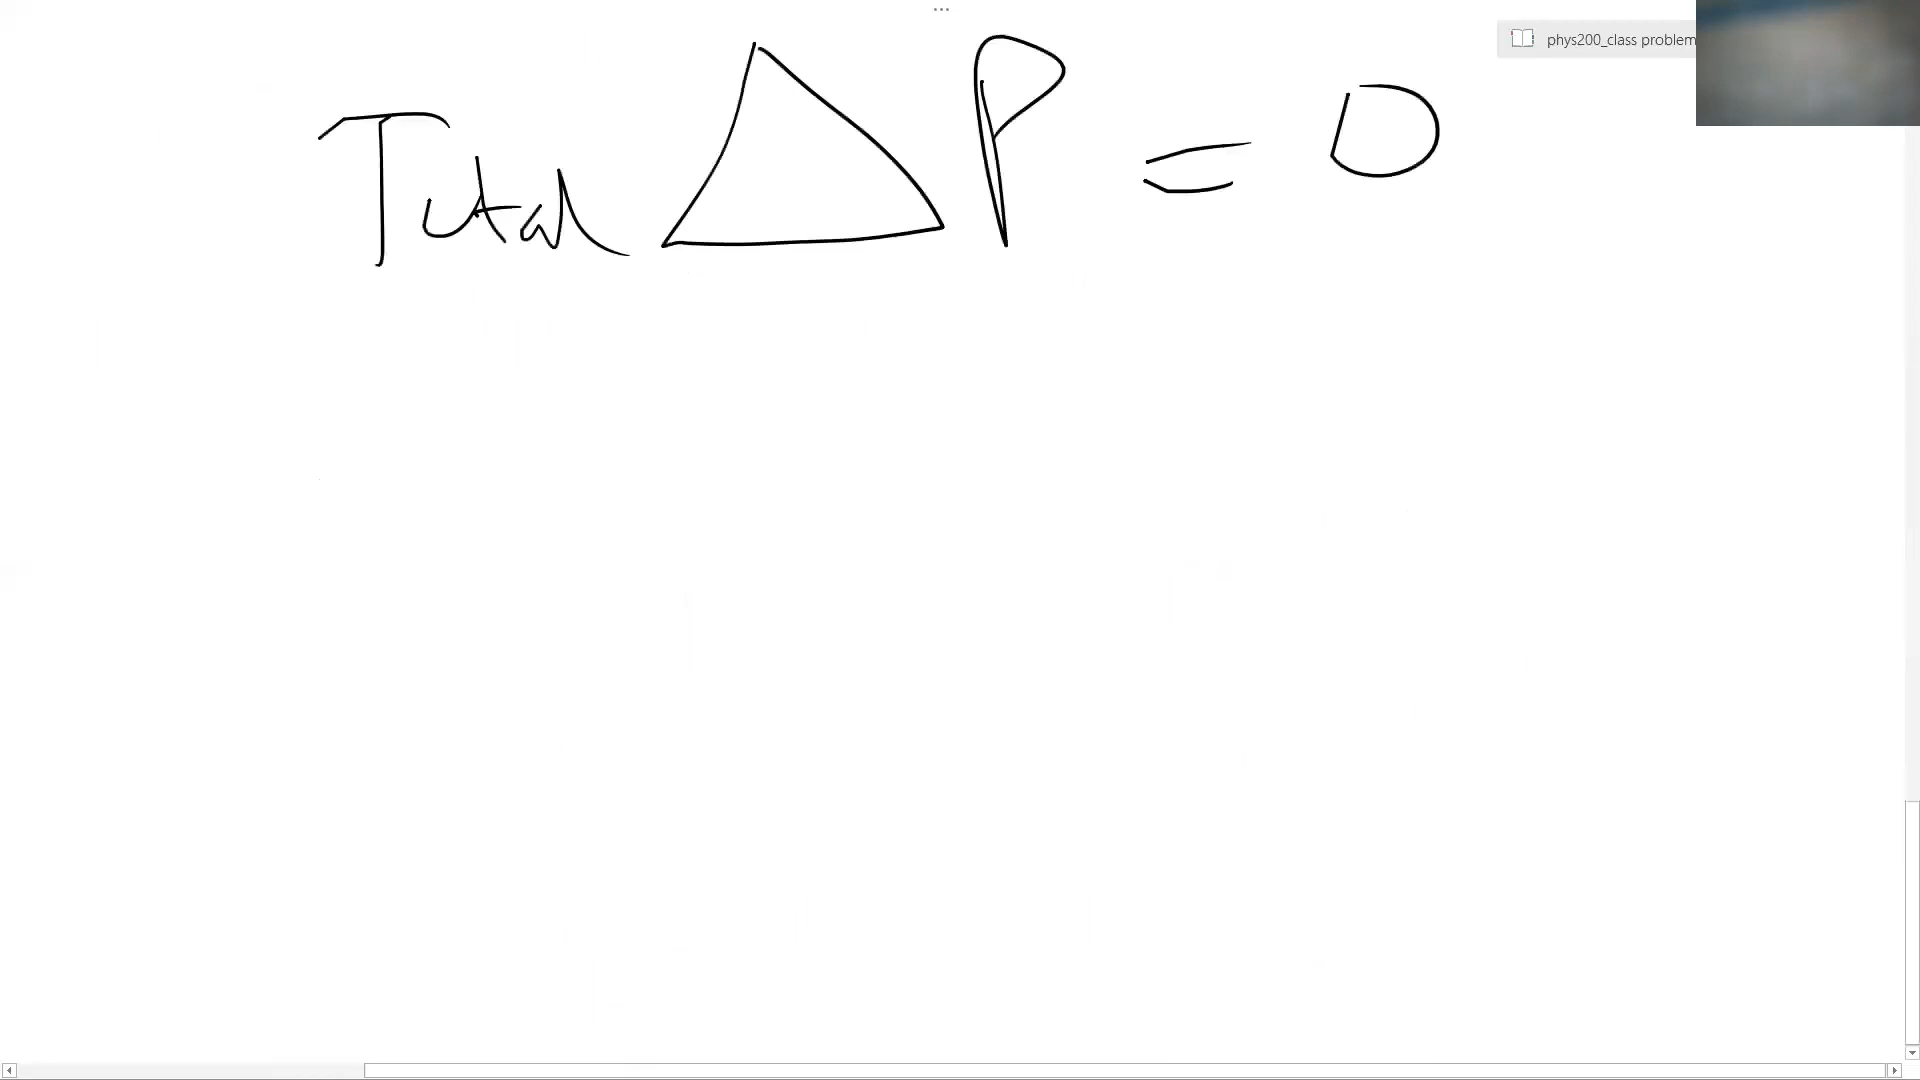 phys200_class problem
Total ΔP = 0